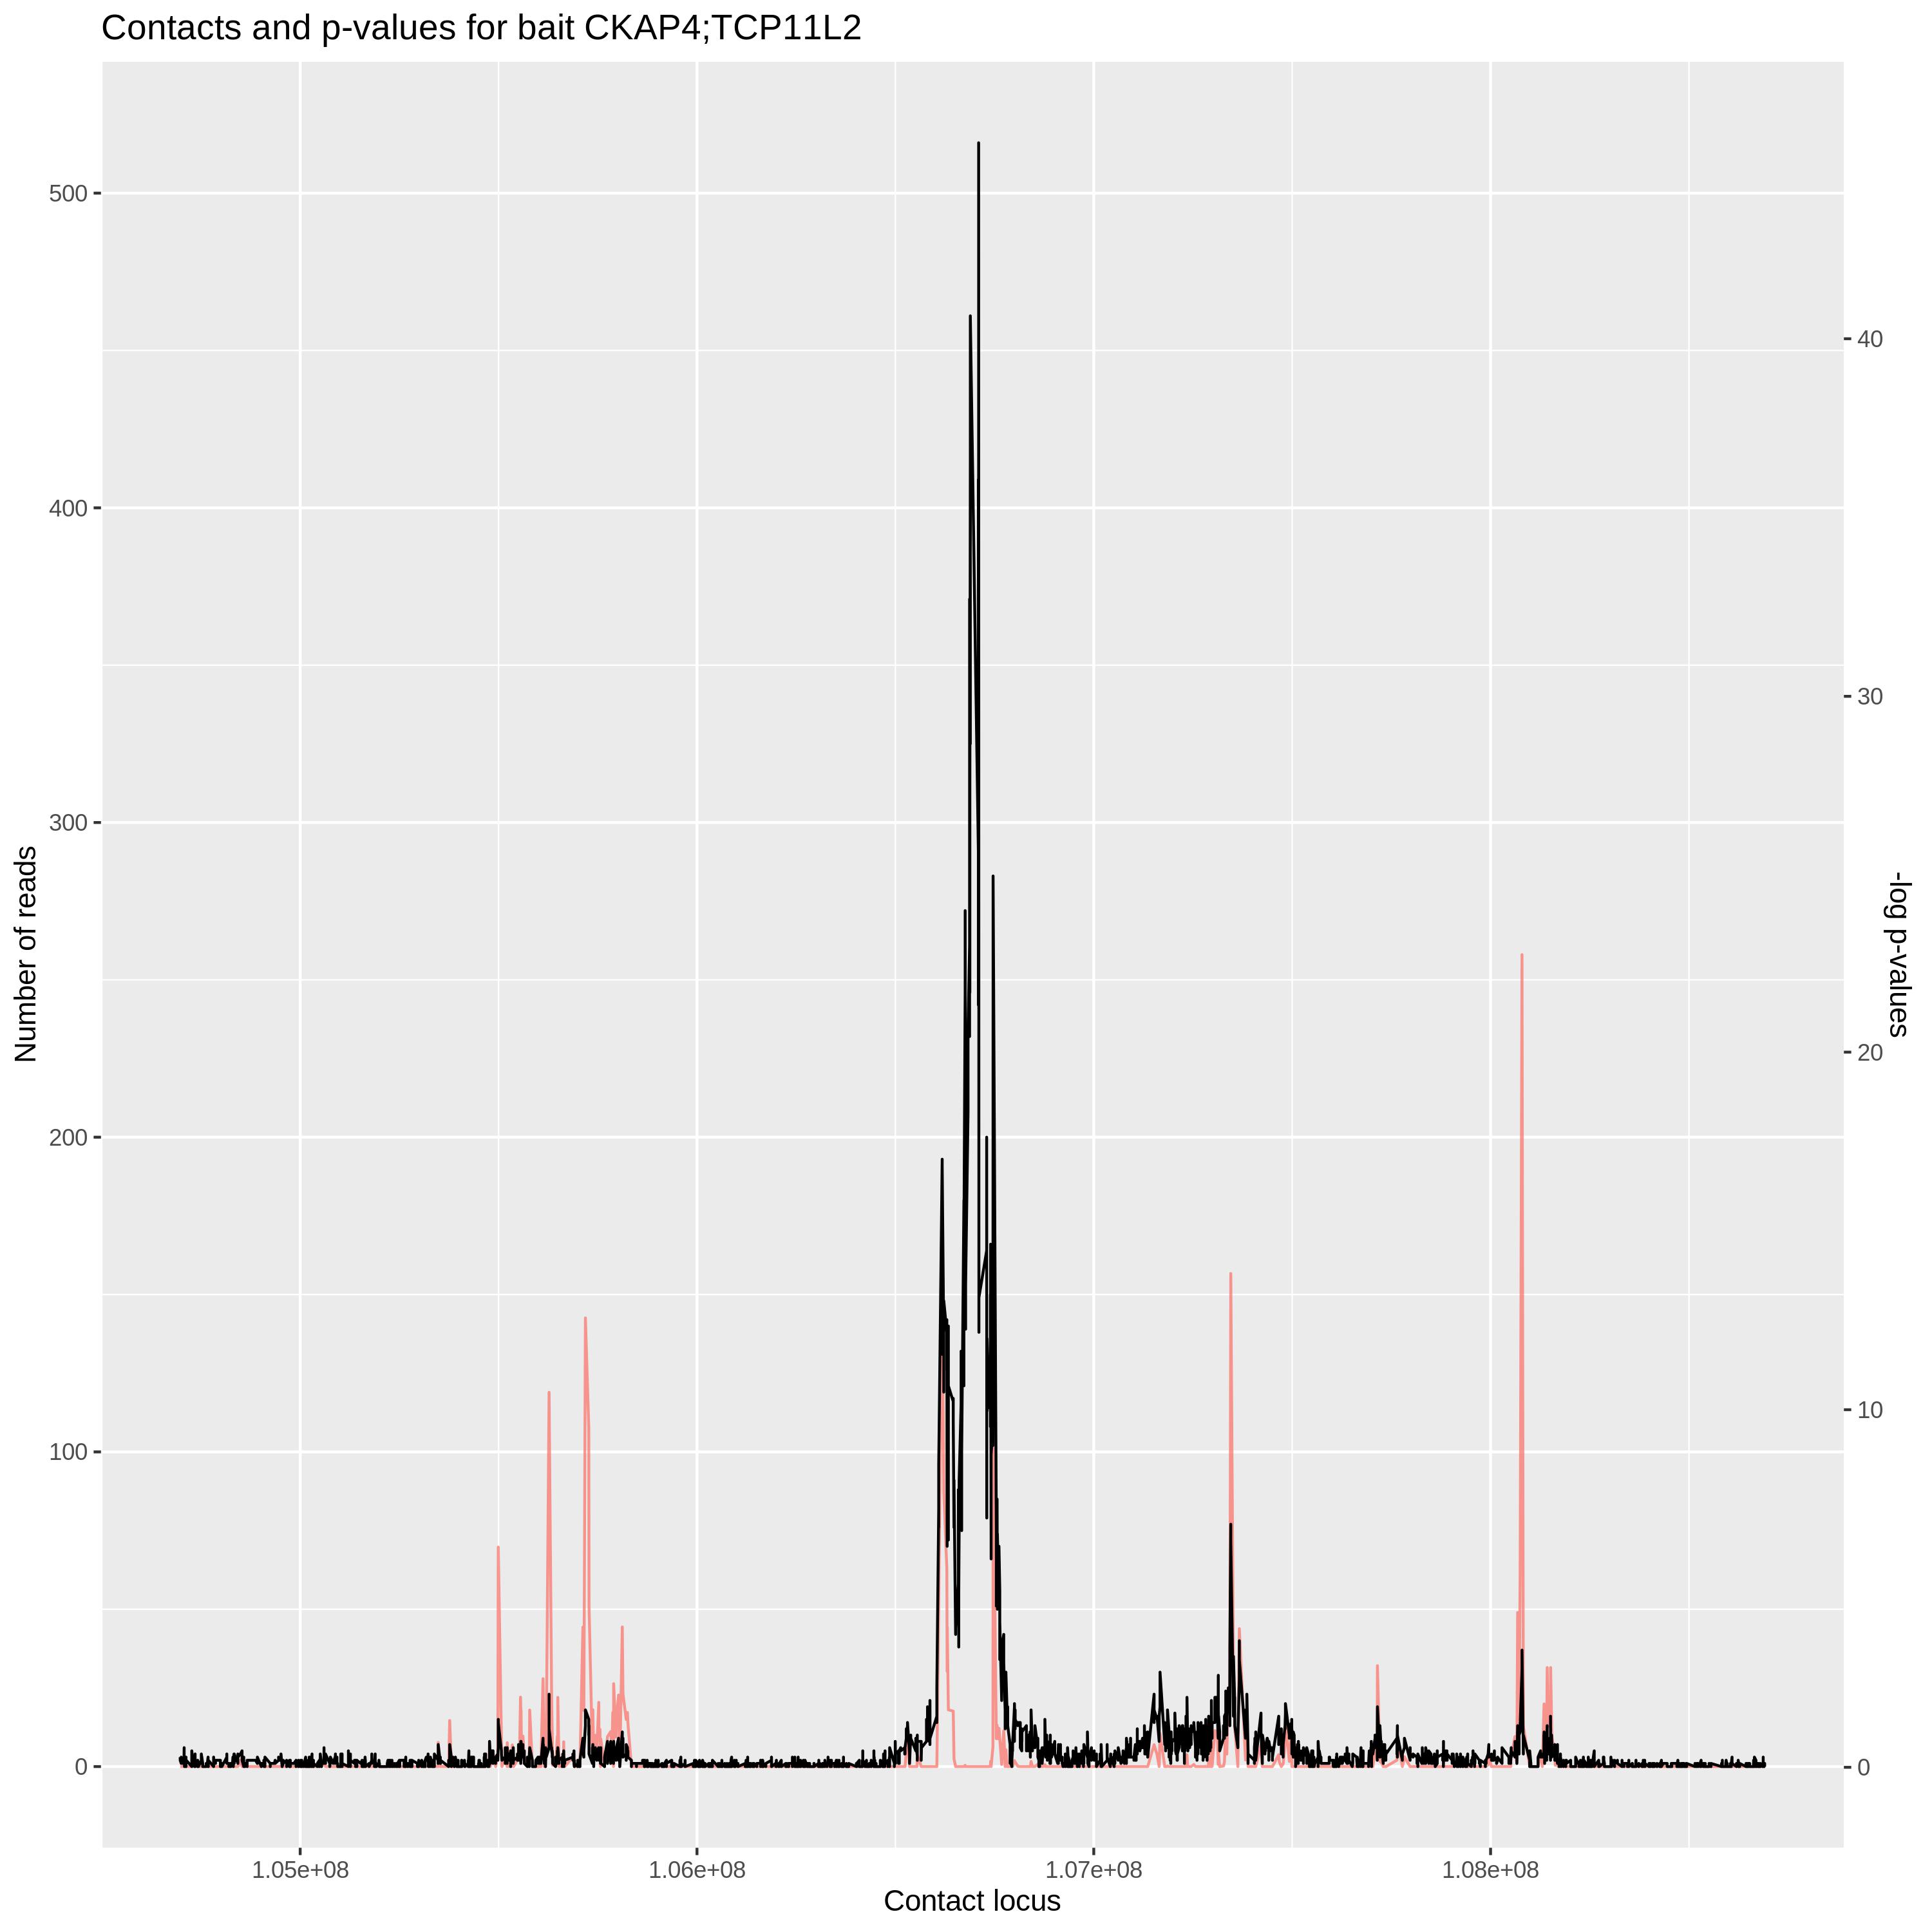 Contacts and p-values for bait CKAP4;TCP11L2
500
400
300
200
100
0
Number of reads
40
30
20
10
0
-log p-values
1.05e+08 1.06e+08 1.07e+08 1.08e+08
Contact locus